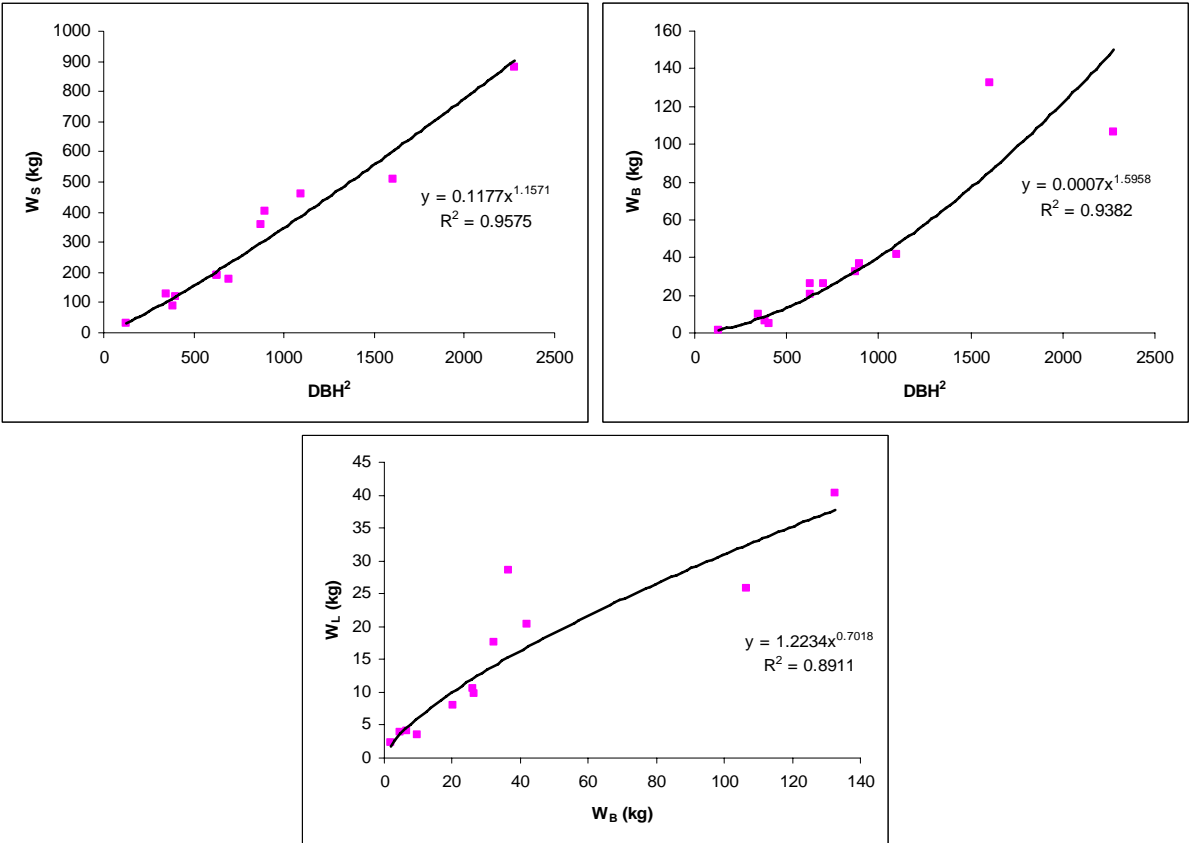 1000
900
800
700
600
500
400
300
200
100
0
W_S (kg)
y = 0.1177x^1.1571
R² = 0.9575
0 500 1000 1500 2000 2500
DBH²
160
140
120
100
80
60
40
20
0
W_B (kg)
y = 0.0007x^1.5958
R² = 0.9382
0 500 1000 1500 2000 2500
DBH²
45
40
35
30
25
20
15
10
5
0
W_L (kg)
y = 1.2234x^0.7018
R² = 0.8911
0 20 40 60 80 100 120 140
W_B (kg)